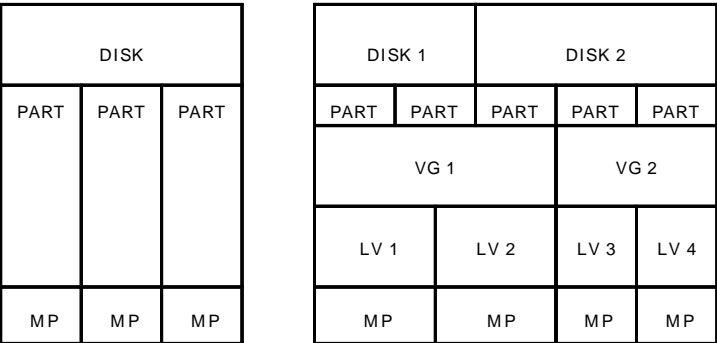 DISK
PART PART PART
MP MP MP
DISK 1 DISK 2
PART PART PART PART PART
VG 1 VG 2
LV 1 LV 2 LV 3 LV 4
MP MP MP MP